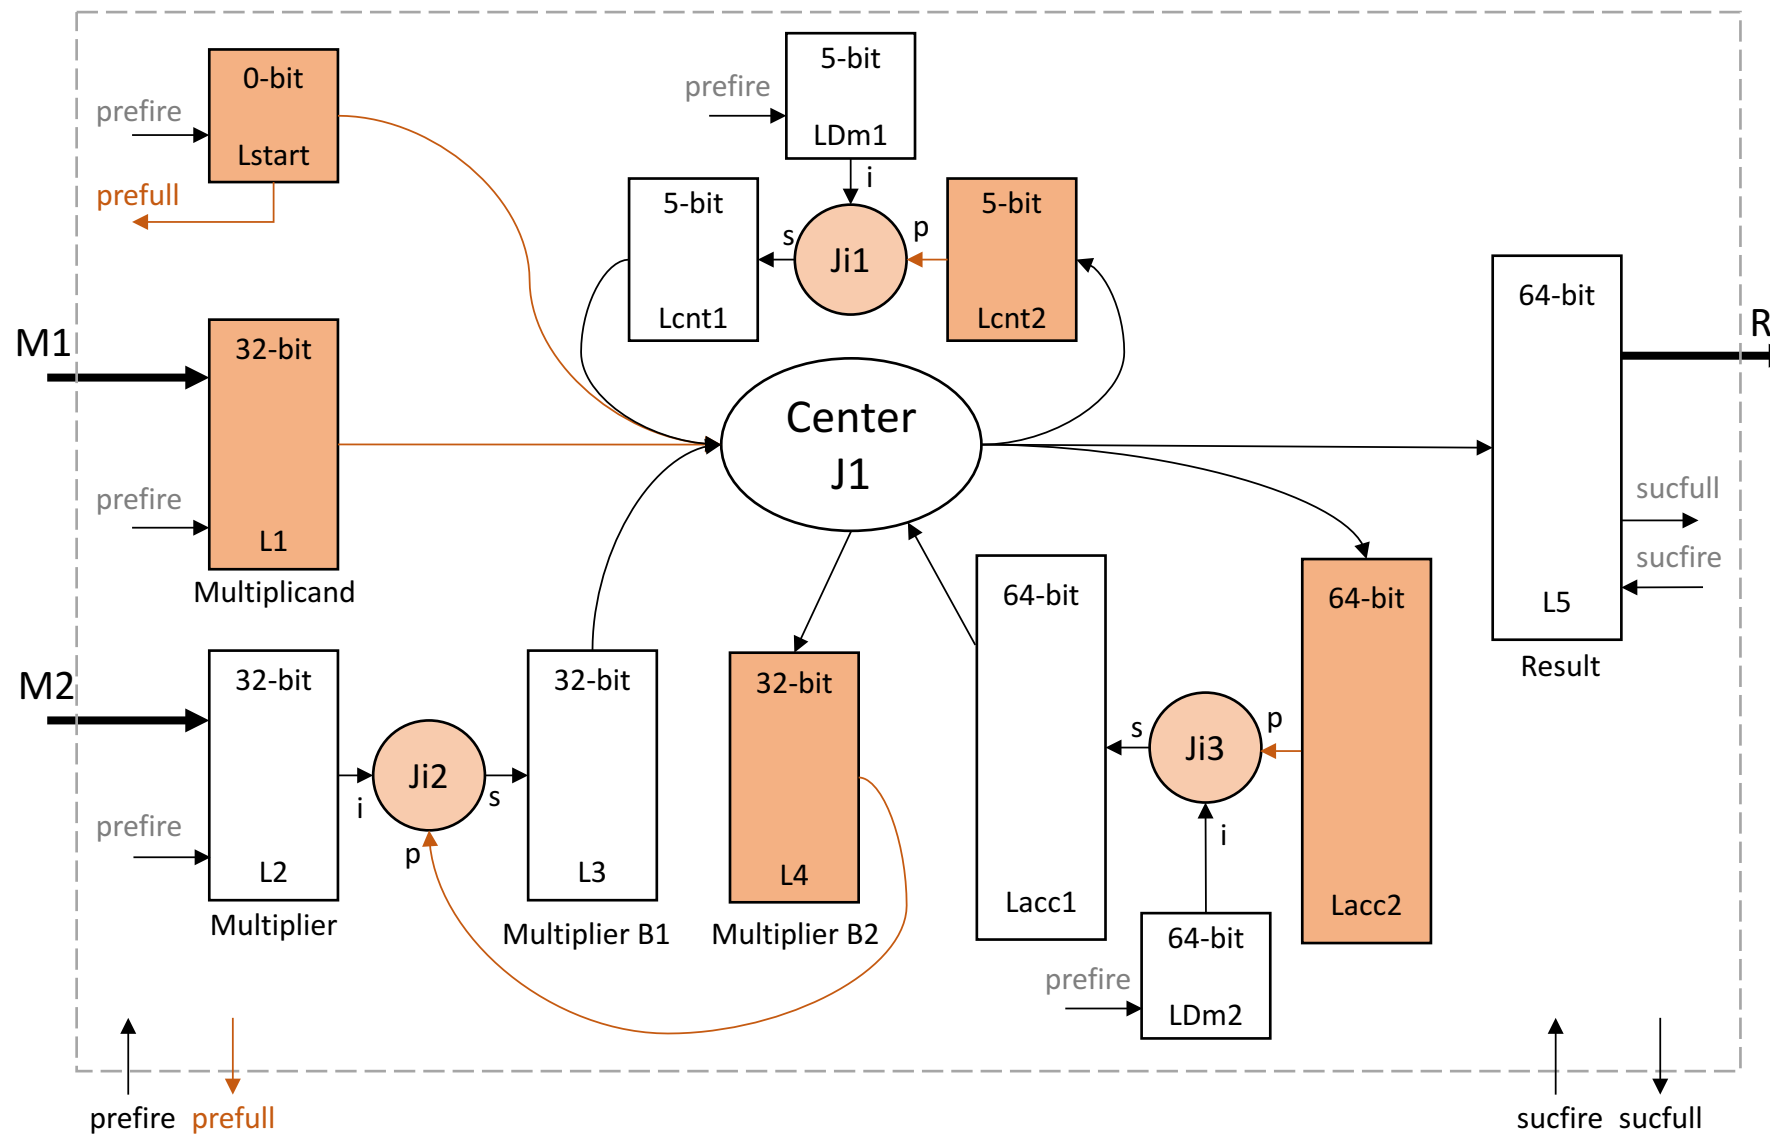 0-bit
Lstart
prefire
prefull
5-bit
LDm1
prefire
i
5-bit
Lcnt1
s
Ji1
p
5-bit
Lcnt2
M1
32-bit
L1
prefire
Multiplicand
Center
J1
64-bit
L5
R
sucfull
sucfire
Result
M2
32-bit
L2
prefire
Multiplier
i
Ji2
s
p
32-bit
L3
Multiplier B1
32-bit
L4
Multiplier B2
64-bit
Lacc1
s
Ji3
p
i
64-bit
Lacc2
64-bit
LDm2
prefire
prefire
prefull
sucfire
sucfull